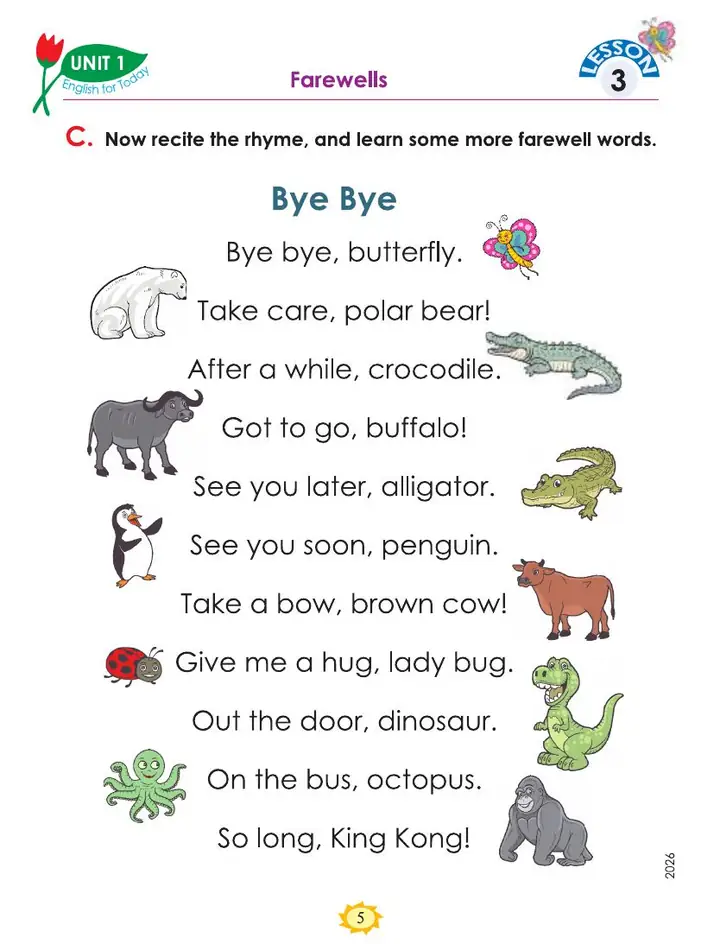 UNIT 1
English for Today
Farewells
LESSON
3
C. Now recite the rhyme, and learn some more farewell words.
Bye Bye
Bye bye, butterfly.
Take care, polar bear!
After a while, crocodile.
Got to go, buffalo!
See you later, alligator.
See you soon, penguin.
Take a bow, brown cow!
Give me a hug, lady bug.
Out the door, dinosaur.
On the bus, octopus.
So long, King Kong!
2026
5